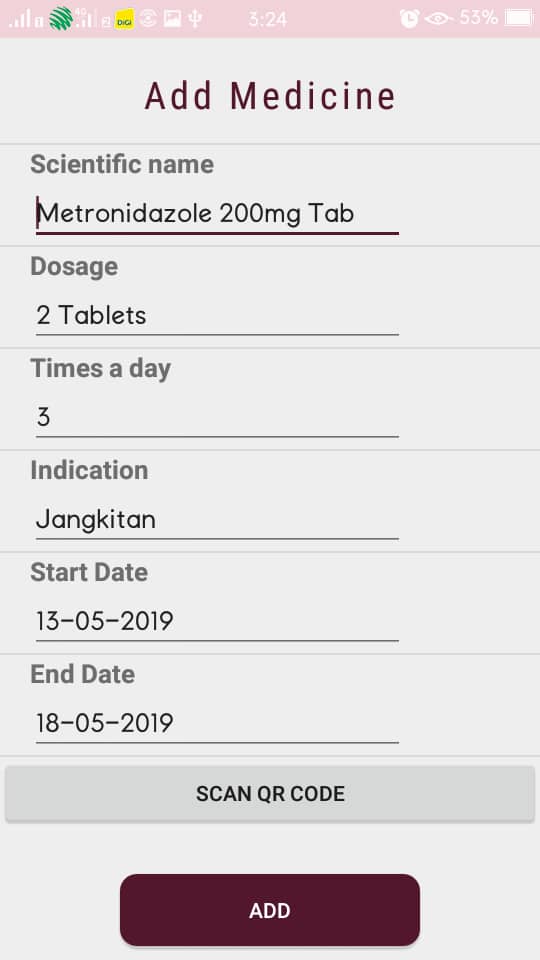 4G
DiGi
3:24
53%
Add Medicine
Scientific name
Metronidazole 200mg Tab
Dosage
2 Tablets
Times a day
3
Indication
Jangkitan
Start Date
13-05-2019
End Date
18-05-2019
SCAN QR CODE
ADD